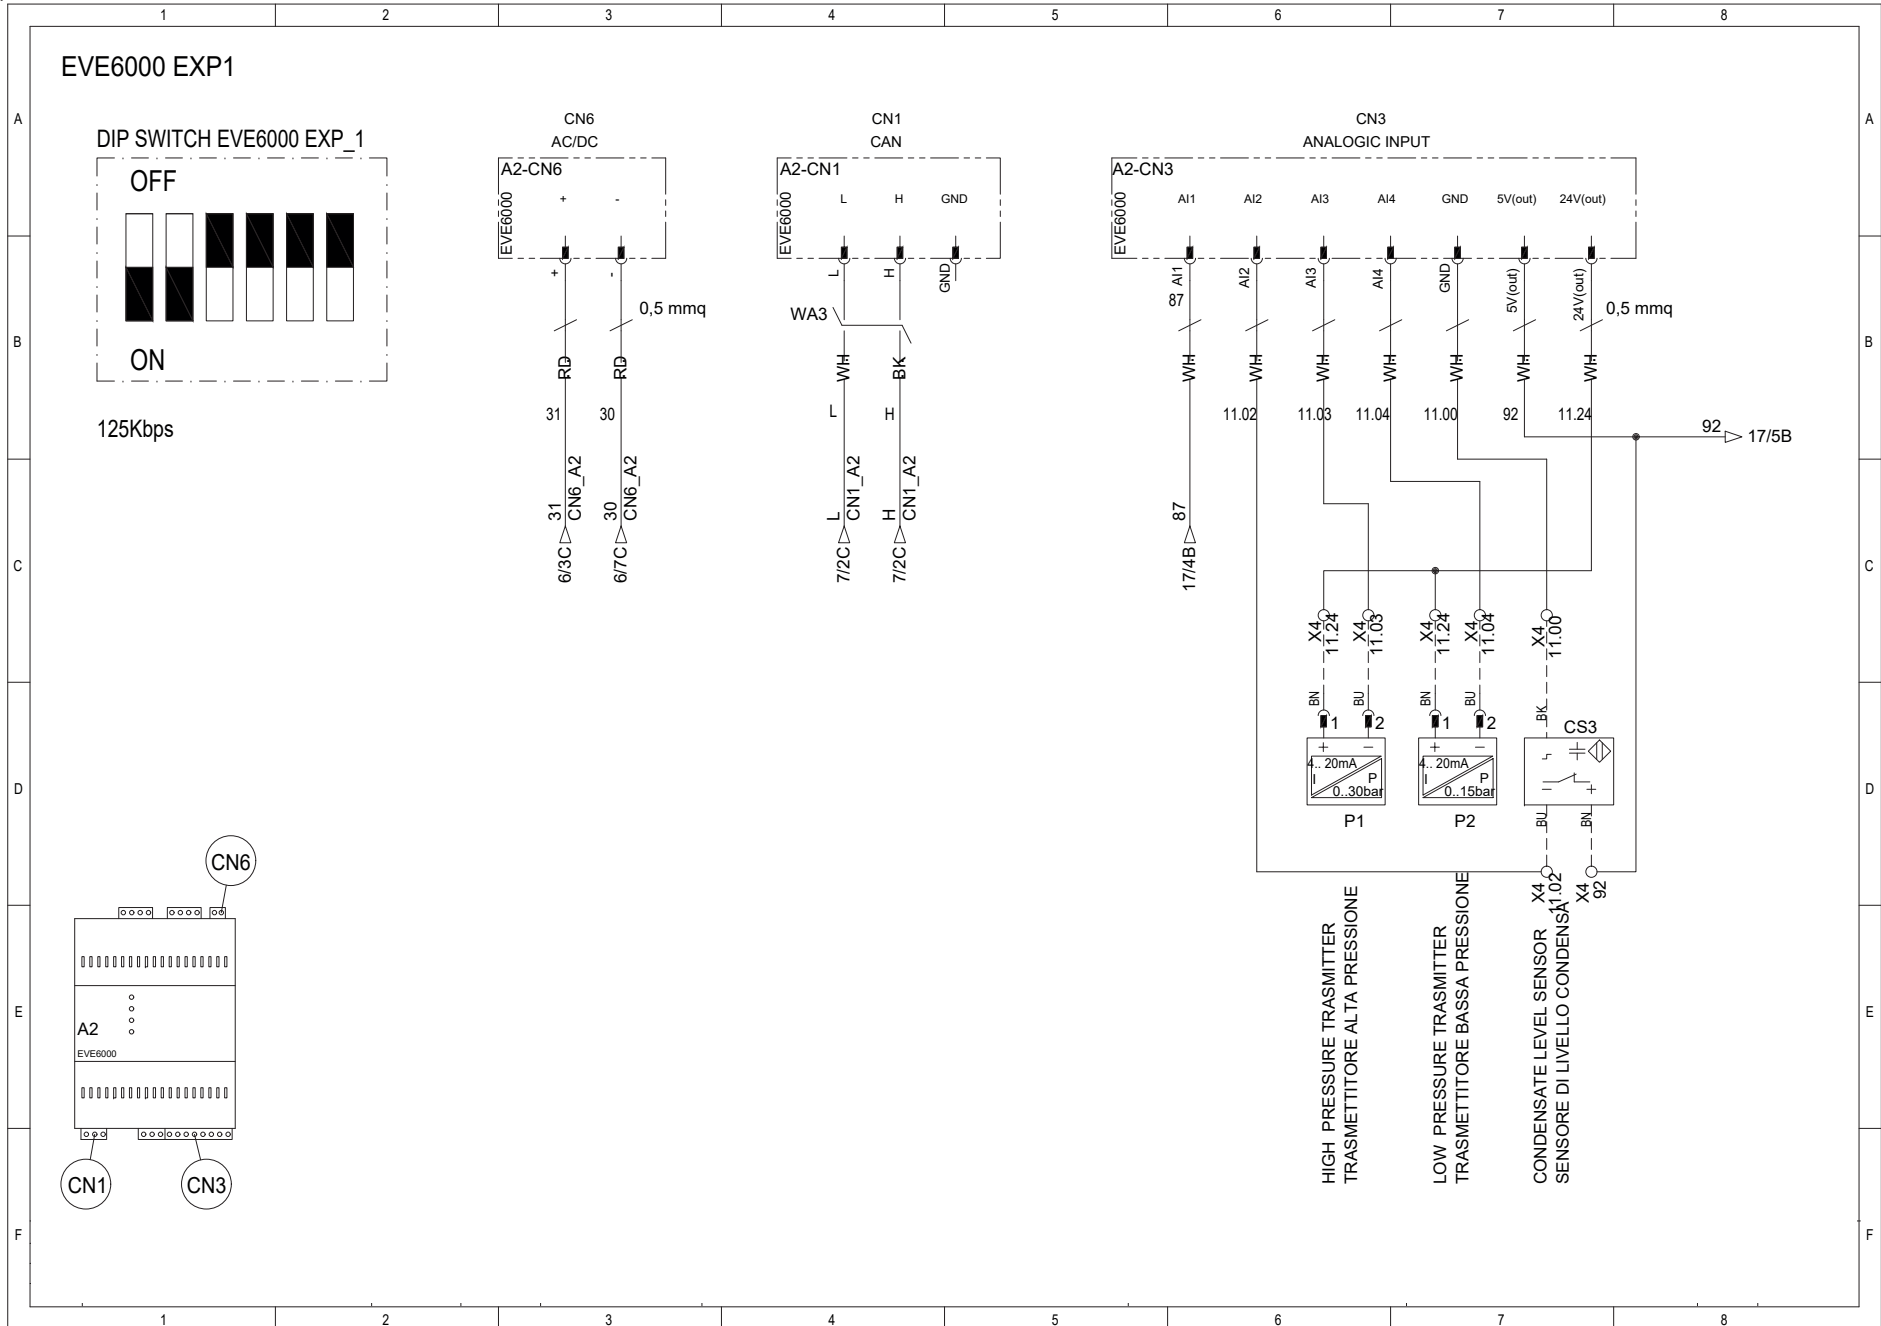 1 2 3 4 5 6 7 8
EVE6000 EXP1
A A
DIP SWITCH EVE6000 EXP_1
OFF
ON
125Kbps
CN6
AC/DC
A2-CN6
EVE6000
+ -
+ -
0,5 mmq
RD RD
31 30
31 CN6_A2 30 CN6_A2
6/3C 6/7C
CN1
CAN
A2-CN1
EVE6000
L H GND
L H GND
WA3
WH BK
L H
L CN1_A2 H CN1_A2
7/2C 7/2C
CN3
ANALOGIC INPUT
A2-CN3
EVE6000
AI1 AI2 AI3 AI4 GND 5V(out) 24V(out)
AI1 AI2 AI3 AI4 GND 5V(out) 24V(out)
87
0,5 mmq
B B
WH WH WH WH WH WH WH
11.02 11.03 11.04 11.00 92 11.24
92 17/5B
87
17/4B
C C
X4 11.24 X4 11.03 X4 11.24 X4 11.04 X4 11.00
BN BU BN BU BK
1 2 1 2
CS3
+ - + -
4.. 20mA 4.. 20mA
I P I P
0..30bar 0..15bar
- +
D D
P1 P2
BU BN
X4 11.02 X4 92
CN6
HIGH PRESSURE TRASMITTER
TRASMETTITORE ALTA PRESSIONE
LOW PRESSURE TRASMITTER
TRASMETTITORE BASSA PRESSIONE
CONDENSATE LEVEL SENSOR
SENSORE DI LIVELLO CONDENSA
E E
A2
EVE6000
CN1 CN3
F F
1 2 3 4 5 6 7 8